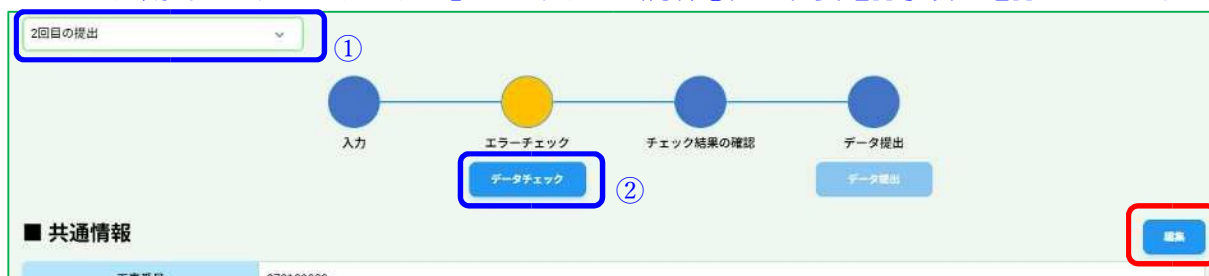 2回目の提出
①
入力
エラーチェック
チェック結果の確認
データ提出
データチェック
②
データ提出
■ 共通情報
編集